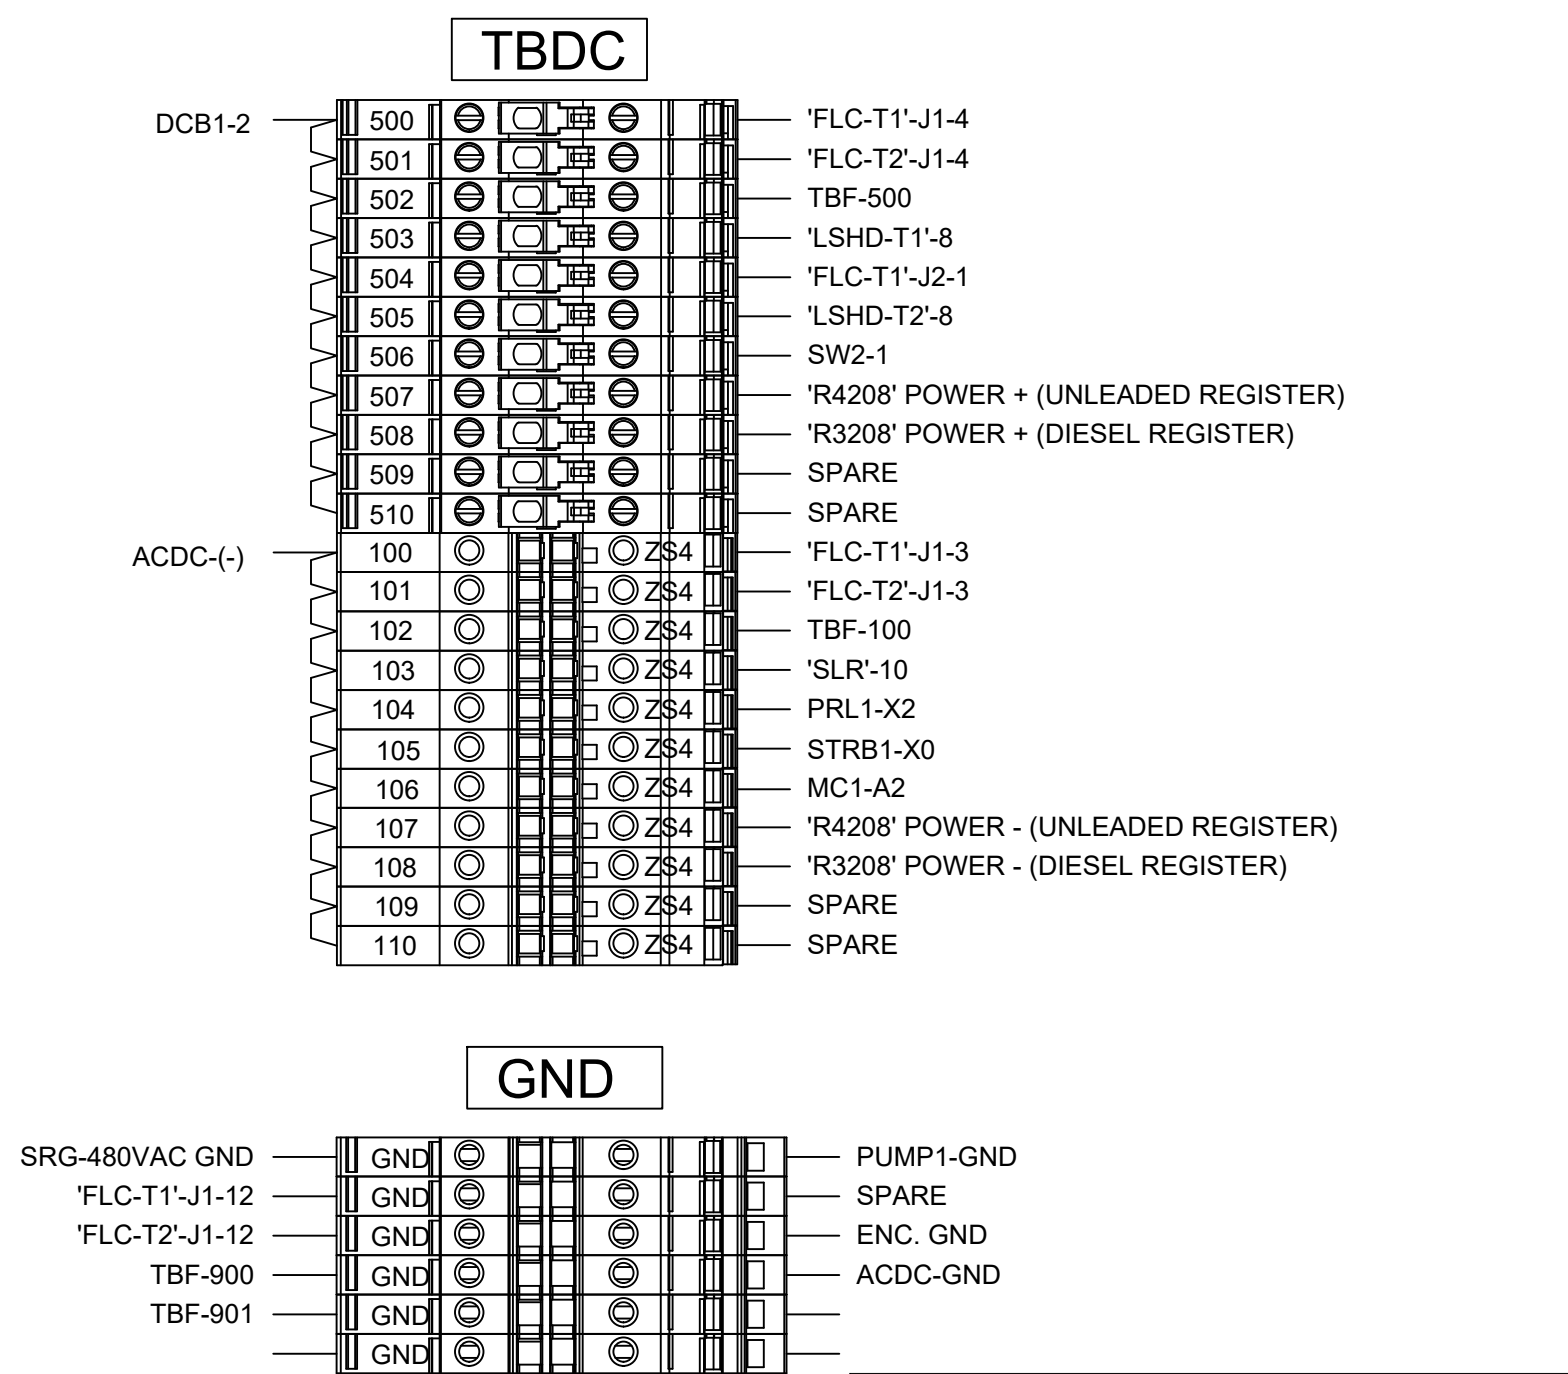 TBDC
DCB1-2 500 'FLC-T1'-J1-4
501 'FLC-T2'-J1-4
502 TBF-500
503 'LSHD-T1'-8
504 'FLC-T1'-J2-1
505 'LSHD-T2'-8
506 SW2-1
507 'R4208' POWER + (UNLEADED REGISTER)
508 'R3208' POWER + (DIESEL REGISTER)
509 SPARE
510 SPARE
ACDC-(-) 100 ZS4 'FLC-T1'-J1-3
101 ZS4 'FLC-T2'-J1-3
102 ZS4 TBF-100
103 ZS4 'SLR'-10
104 ZS4 PRL1-X2
105 ZS4 STRB1-X0
106 ZS4 MC1-A2
107 ZS4 'R4208' POWER - (UNLEADED REGISTER)
108 ZS4 'R3208' POWER - (DIESEL REGISTER)
109 ZS4 SPARE
110 ZS4 SPARE
GND
SRG-480VAC GND GND PUMP1-GND
'FLC-T1'-J1-12 GND SPARE
'FLC-T2'-J1-12 GND ENC. GND
TBF-900 GND ACDC-GND
TBF-901 GND
GND